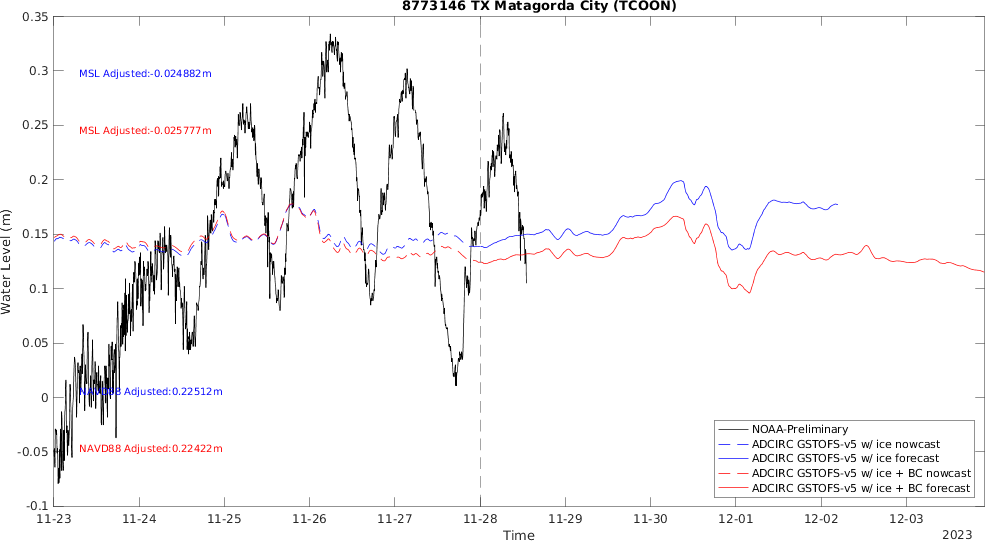 8773146 TX Matagorda City (TCOON)
0.35
0.3
0.25
0.2
0.15
0.1
0.05
0
-0.05
-0.1
Water Level (m)
MSL Adjusted:-0.024882m
MSL Adjusted:-0.025777m
NAVD88 Adjusted:0.22512m
NAVD88 Adjusted:0.22422m
NOAA-Preliminary
ADCIRC GSTOFS-v5 w/ ice nowcast
ADCIRC GSTOFS-v5 w/ ice forecast
ADCIRC GSTOFS-v5 w/ ice + BC nowcast
ADCIRC GSTOFS-v5 w/ ice + BC forecast
11-23 11-24 11-25 11-26 11-27 11-28 11-29 11-30 12-01 12-02 12-03
Time
2023